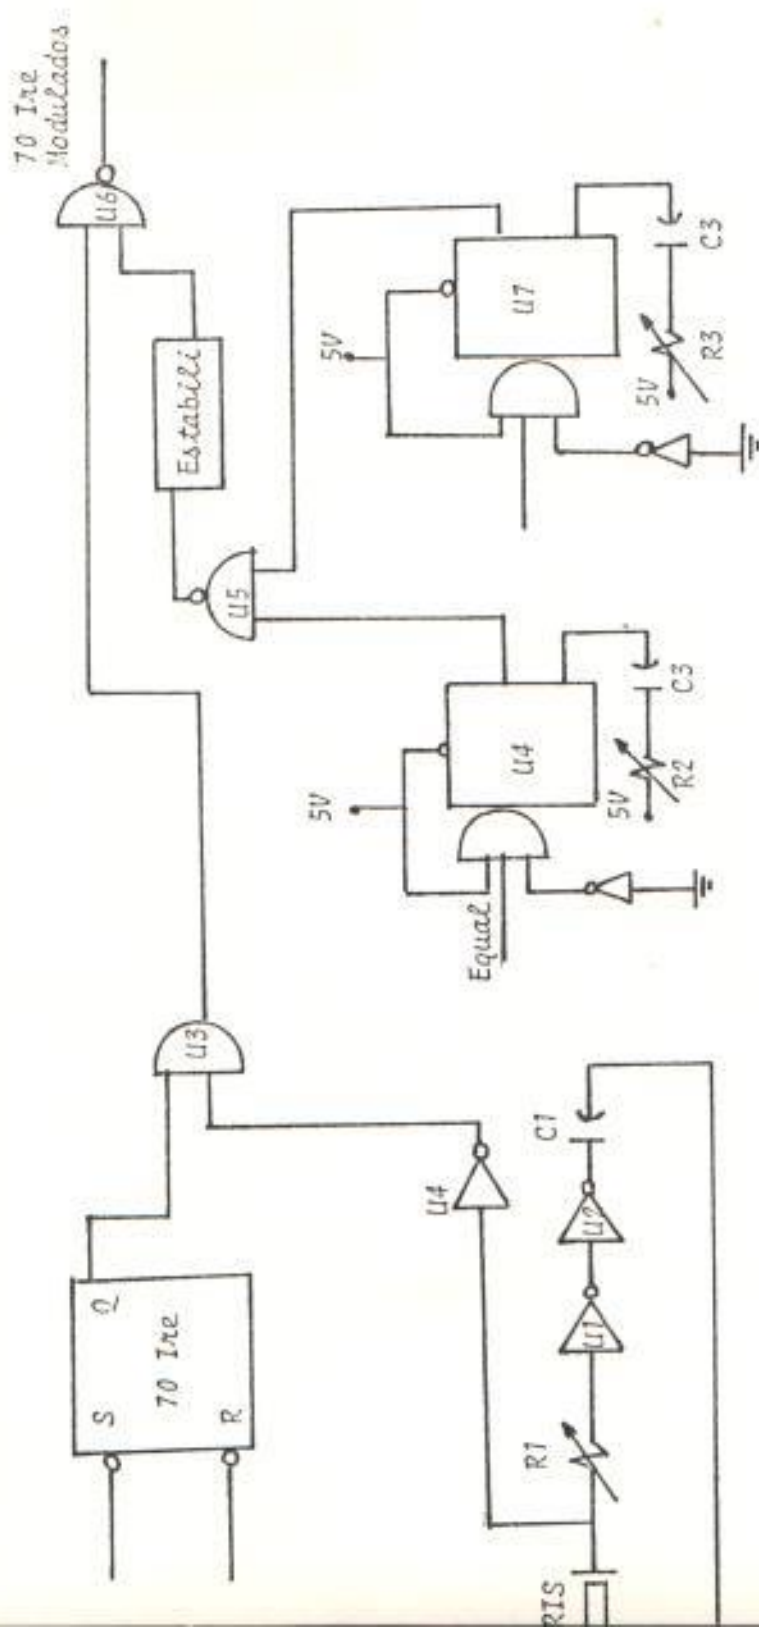 70 Ire
Modulados
U6
Estabili
5V
U7
C3
R3
5V
U5
5V
U4
C3
R2
5V
Equal
U3
S
Q
70 Ire
R
U4
C1
U2
U1
R1
RIS